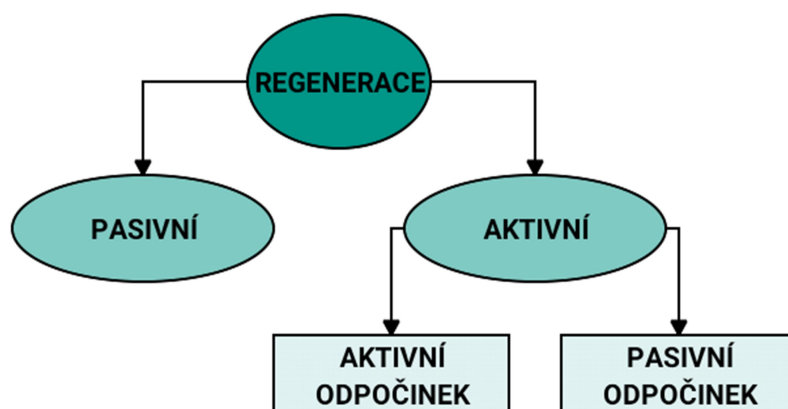 REGENERACE
PASIVNÍ
AKTIVNÍ
AKTIVNÍ
ODPOČINEK
PASIVNÍ
ODPOČINEK